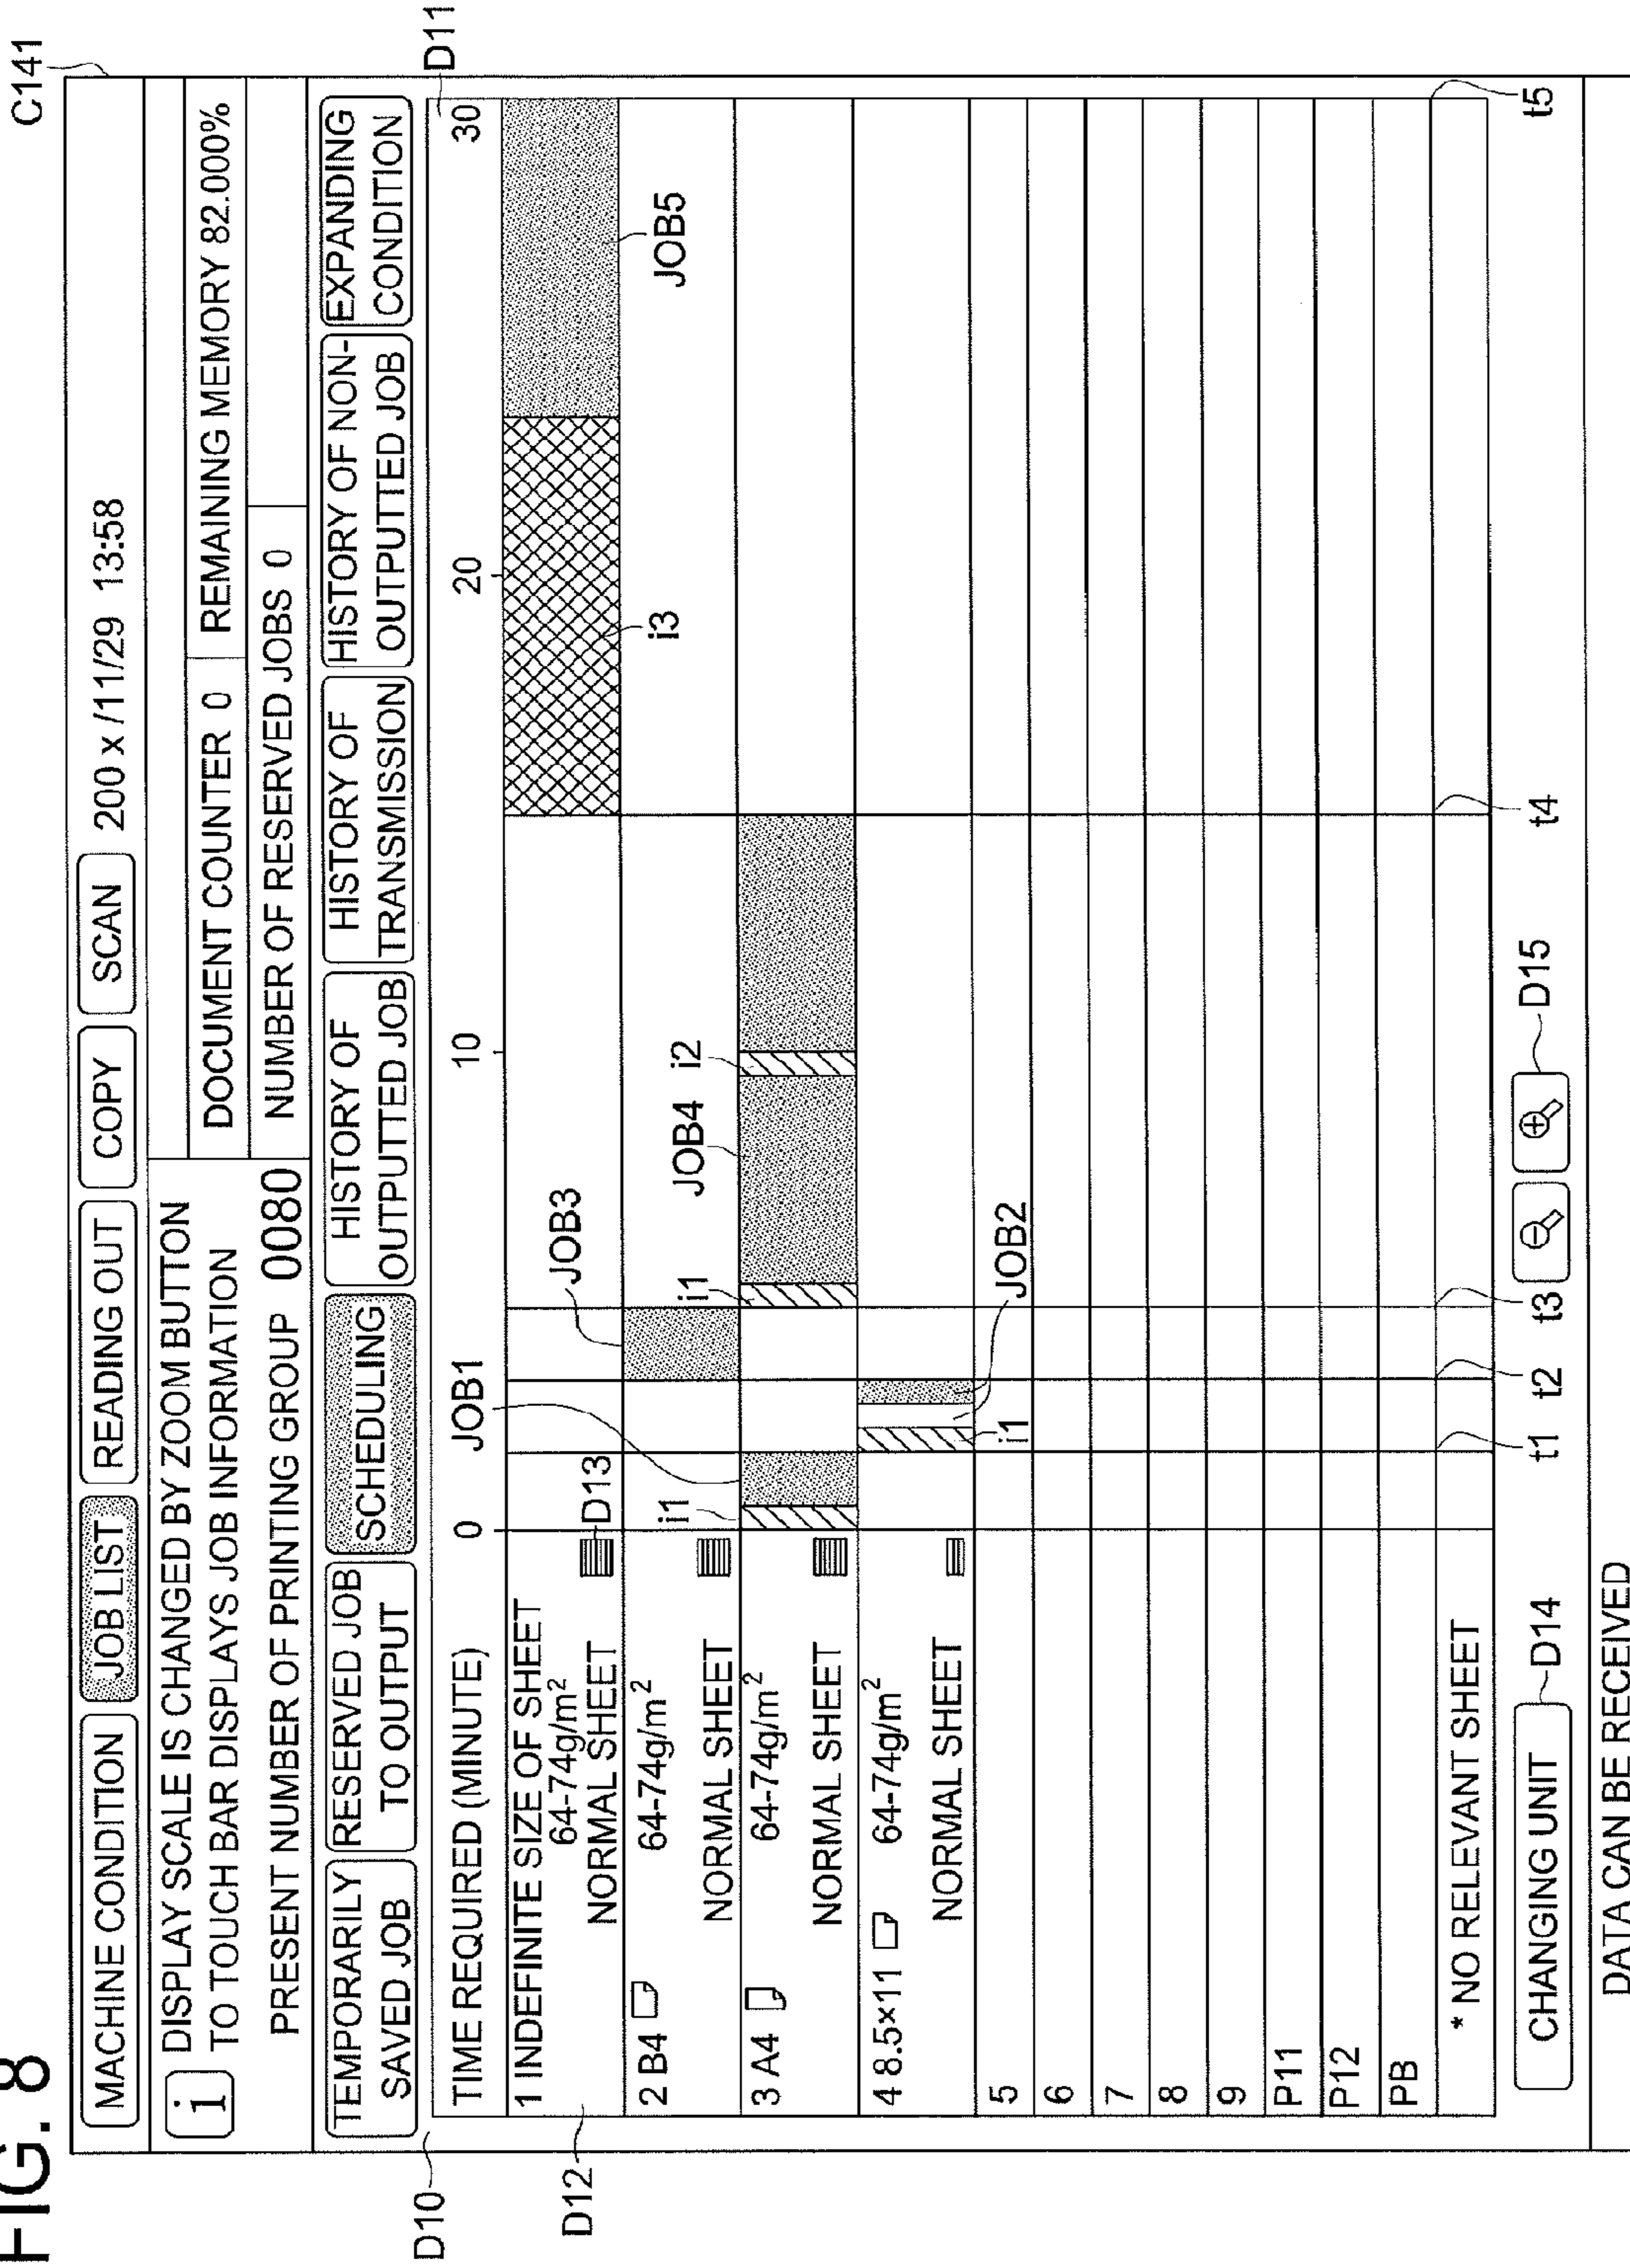 FIG. 8
C141
MACHINE CONDITION JOB LIST READING OUT COPY SCAN 200 x /11/29 13:58
i DISPLAY SCALE IS CHANGED BY ZOOM BUTTON
TO TOUCH BAR DISPLAYS JOB INFORMATION
DOCUMENT COUNTER 0 REMAINING MEMORY 82.000%
PRESENT NUMBER OF PRINTING GROUP 0080 NUMBER OF RESERVED JOBS 0
TEMPORARILY
SAVED JOB
RESERVED JOB
TO OUTPUT
SCHEDULING
HISTORY OF
OUTPUTTED JOB
HISTORY OF
TRANSMISSION
HISTORY OF NON-
OUTPUTTED JOB
EXPANDING
CONDITION
D10
D11
TIME REQUIRED (MINUTE) 0 JOB1 10 20 30
1 INDEFINITE SIZE OF SHEET
64-74g/m2
NORMAL SHEET
D13
JOB3
D12
2 B4 64-74g/m2
NORMAL SHEET
i1
i1
JOB4
i2
i3
JOB5
3 A4 64-74g/m2
NORMAL SHEET
4 8.5×11 64-74g/m2
NORMAL SHEET
5
i1
JOB2
6
7
8
9
P11
P12
PB
* NO RELEVANT SHEET
t1 t2 t3 t4 t5
CHANGING UNIT
D14
D15
DATA CAN BE RECEIVED